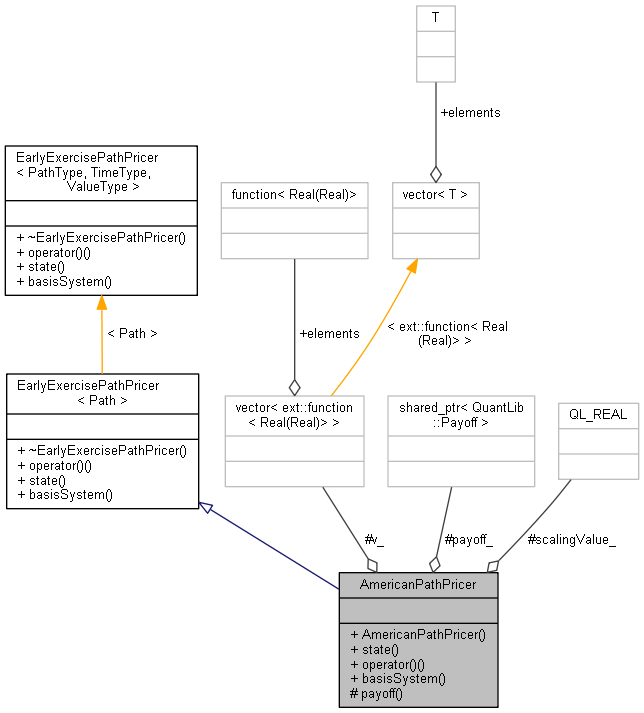 T
+elements
EarlyExercisePathPricer
< PathType, TimeType,
ValueType >
+ ~EarlyExercisePathPricer()
+ operator()()
+ state()
+ basisSystem()
function< Real(Real)>
vector< T >
< Path >
+elements
< ext::function< Real
(Real)> >
EarlyExercisePathPricer
< Path >
+ ~EarlyExercisePathPricer()
+ operator()()
+ state()
+ basisSystem()
vector< ext::function
< Real(Real)> >
shared_ptr< QuantLib
::Payoff >
QL_REAL
#v_
#payoff_
#scalingValue_
AmericanPathPricer
+ AmericanPathPricer()
+ state()
+ operator()()
+ basisSystem()
# payoff()